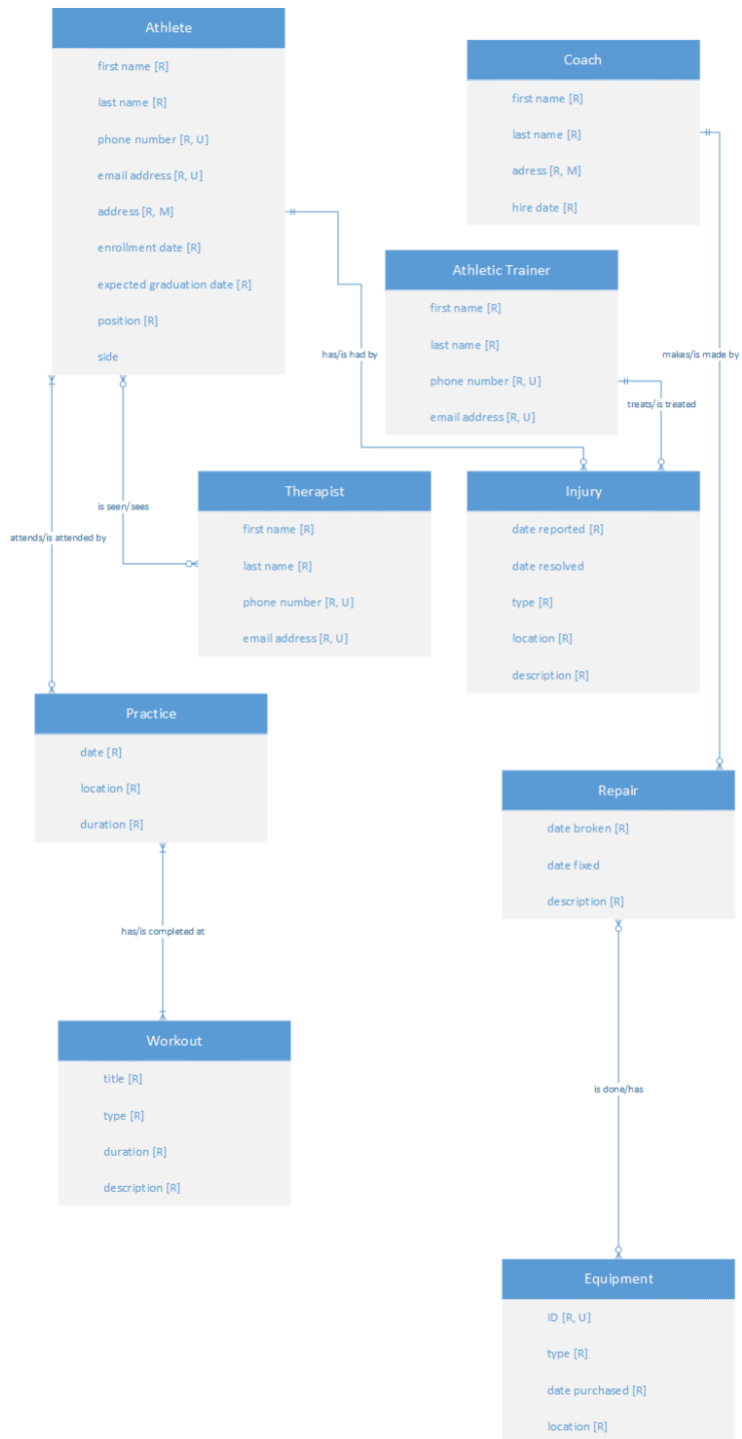 Athlete
first name [R]
last name [R]
phone number [R, U]
email address [R, U]
address [R, M]
enrollment date [R]
expected graduation date [R]
position [R]
side
Coach
first name [R]
last name [R]
adress [R, M]
hire date [R]
Athletic Trainer
first name [R]
last name [R]
phone number [R, U]
email address [R, U]
has/is had by
makes/is made by
treats/is treated
Therapist
first name [R]
last name [R]
phone number [R, U]
email address [R, U]
Injury
date reported [R]
date resolved
type [R]
location [R]
description [R]
is seen/sees
attends/is attended by
Practice
date [R]
location [R]
duration [R]
Repair
date broken [R]
date fixed
description [R]
has/is completed at
Workout
title [R]
type [R]
duration [R]
description [R]
is done/has
Equipment
ID [R, U]
type [R]
date purchased [R]
location [R]